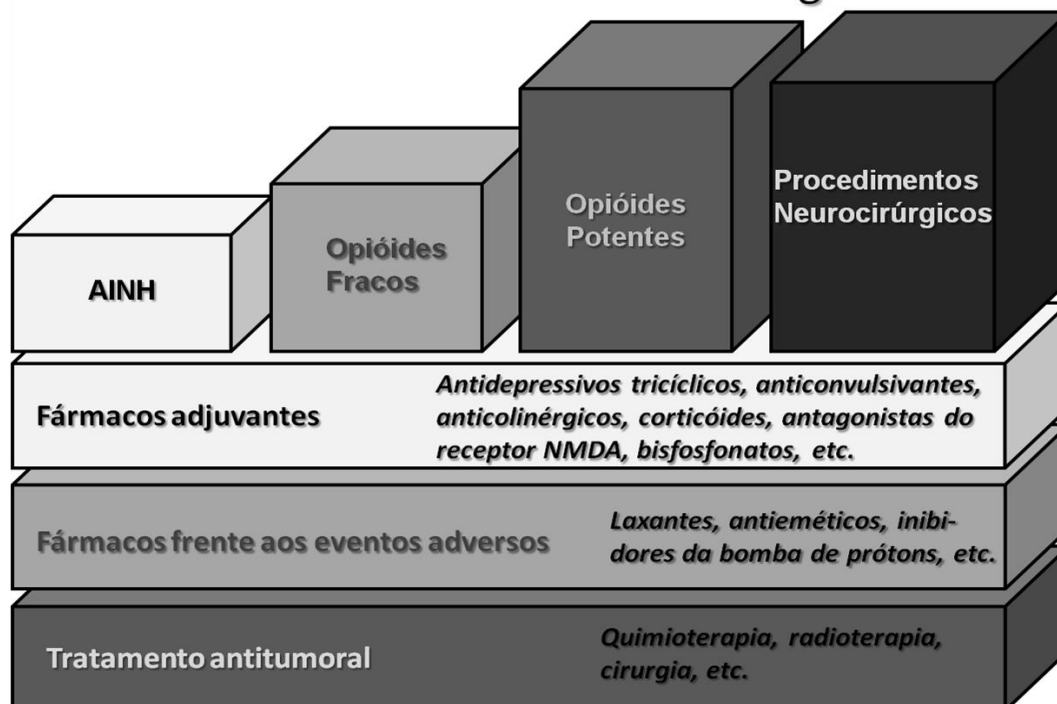 AINH
Opióides
Fracos
Opióides
Potentes
Procedimentos
Neurocirúrgicos
Fármacos adjuvantes
Antidepressivos tricíclicos, anticonvulsivantes,
anticolinérgicos, corticóides, antagonistas do
receptor NMDA, bisfosfonatos, etc.
Fármacos frente aos eventos adversos
Laxantes, antieméticos, inibi-
dores da bomba de prótons, etc.
Tratamento antitumoral
Quimioterapia, radioterapia,
cirurgia, etc.